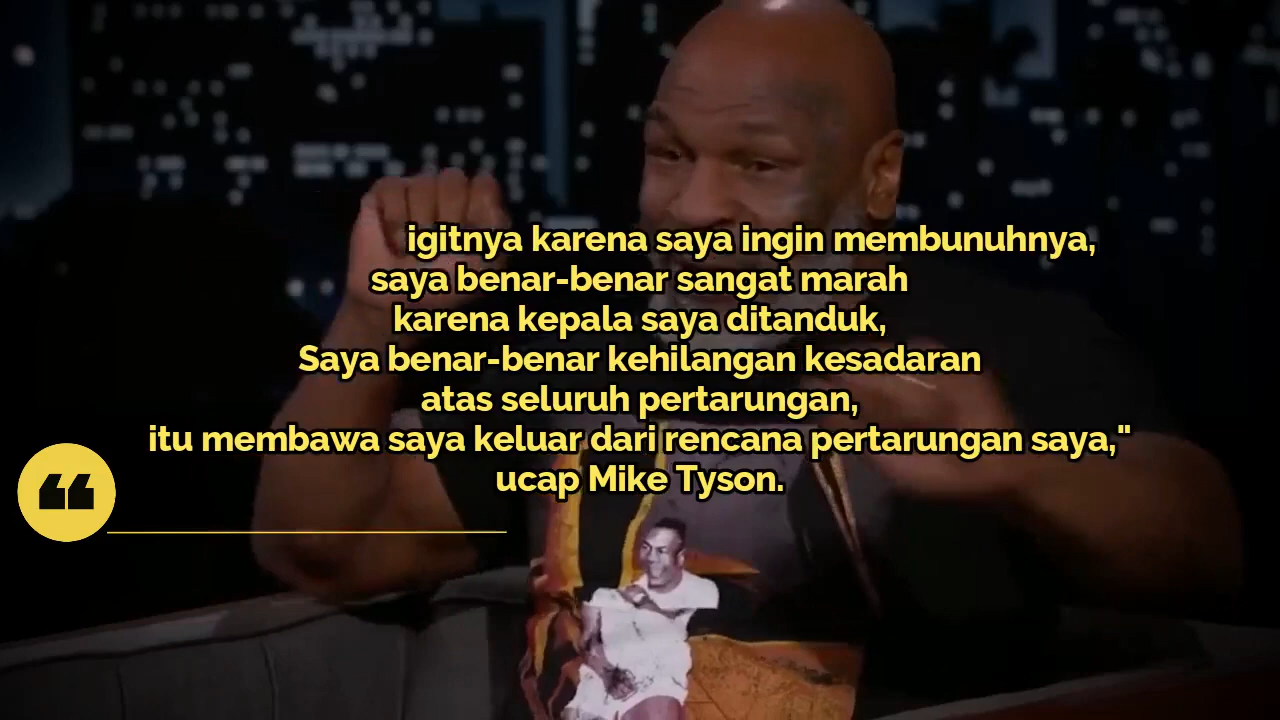 igitnya karena saya ingin membunuhnya,
saya benar-benar sangat marah
karena kepala saya ditanduk,
Saya benar-benar kehilangan kesadaran
atas seluruh pertarungan,
itu membawa saya keluar dari rencana pertarungan saya,"
ucap Mike Tyson.